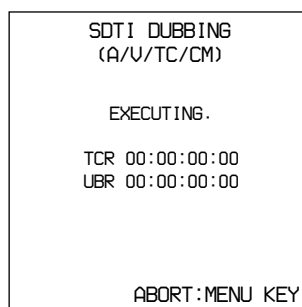 SDTI DUBBING
(A/V/TC/CM)
EXECUTING.
TCR 00:00:00:00
UBR 00:00:00:00
ABORT:MENU KEY